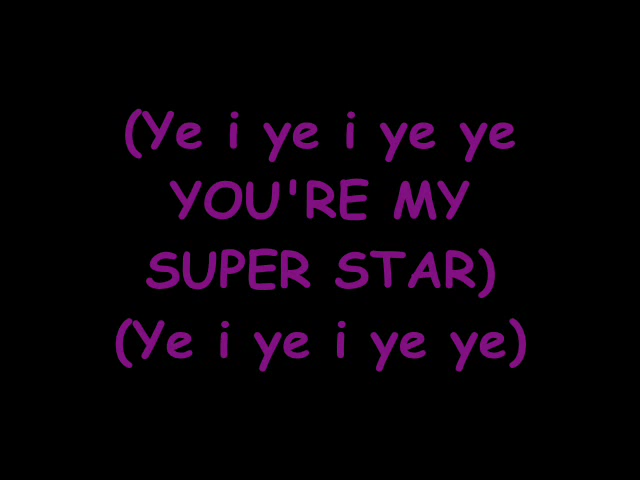 (Ye i ye i ye ye
YOU'RE MY
SUPER STAR)
(Ye i ye i ye ye)